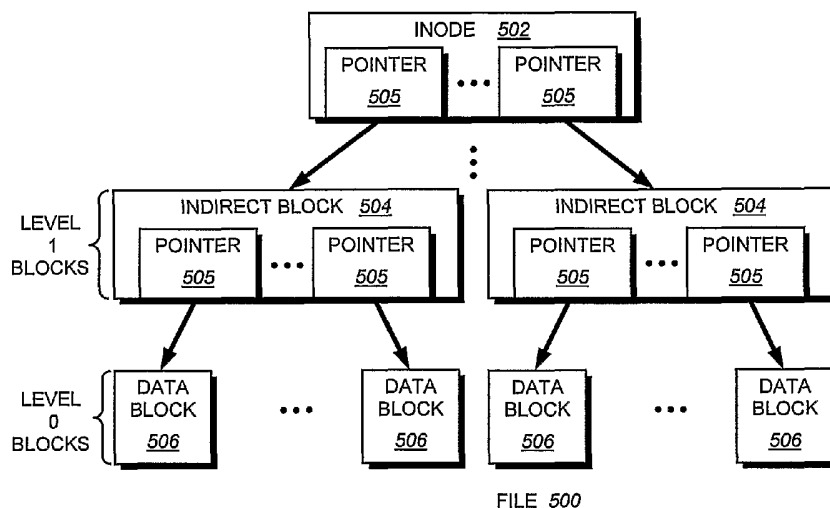 INODE 502
POINTER POINTER
505 ... 505
INDIRECT BLOCK 504 INDIRECT BLOCK 504
LEVEL
1
BLOCKS
POINTER POINTER POINTER POINTER
505 ... 505 505 ... 505
LEVEL
0
BLOCKS
DATA
BLOCK
506
...
DATA
BLOCK
506
DATA
BLOCK
506
...
DATA
BLOCK
506
FILE 500